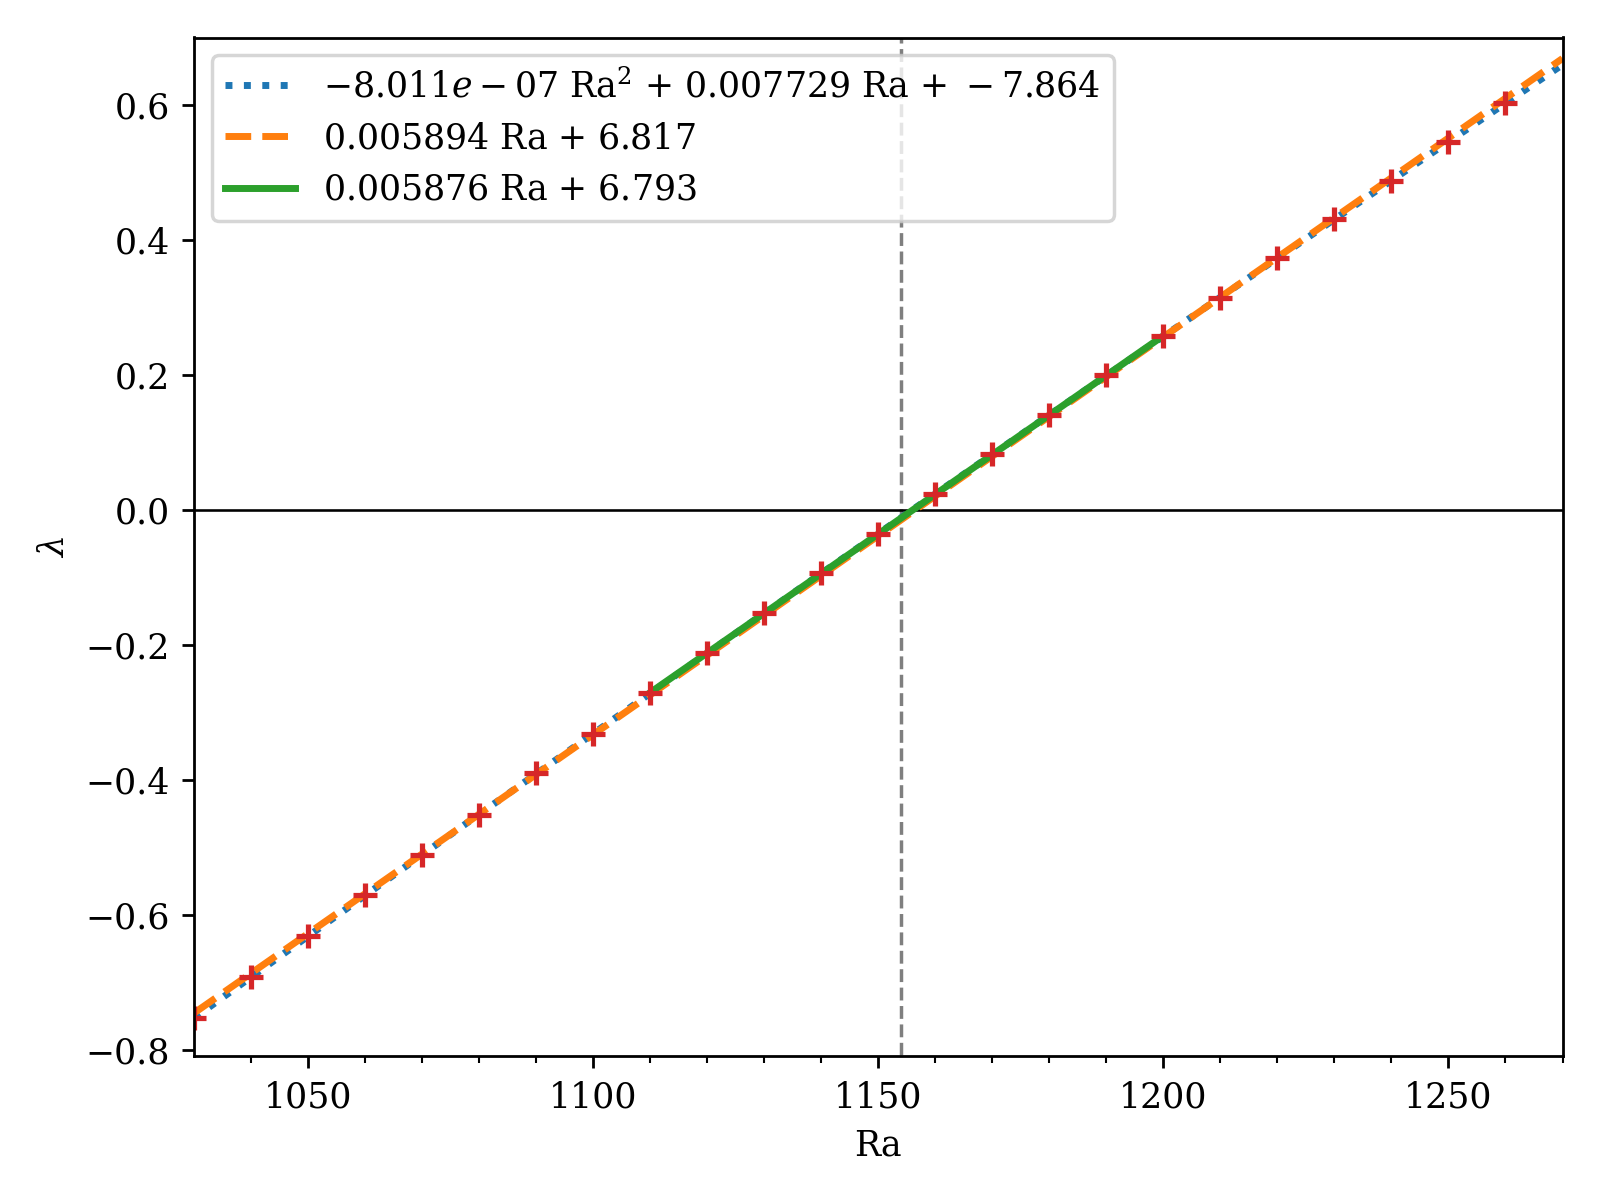 −8.011e − 07 Ra² + 0.007729 Ra + − 7.864
0.005894 Ra + 6.817
0.005876 Ra + 6.793
0.6
0.4
0.2
0.0
−0.2
−0.4
−0.6
−0.8
λ
1050 1100 1150 1200 1250
Ra